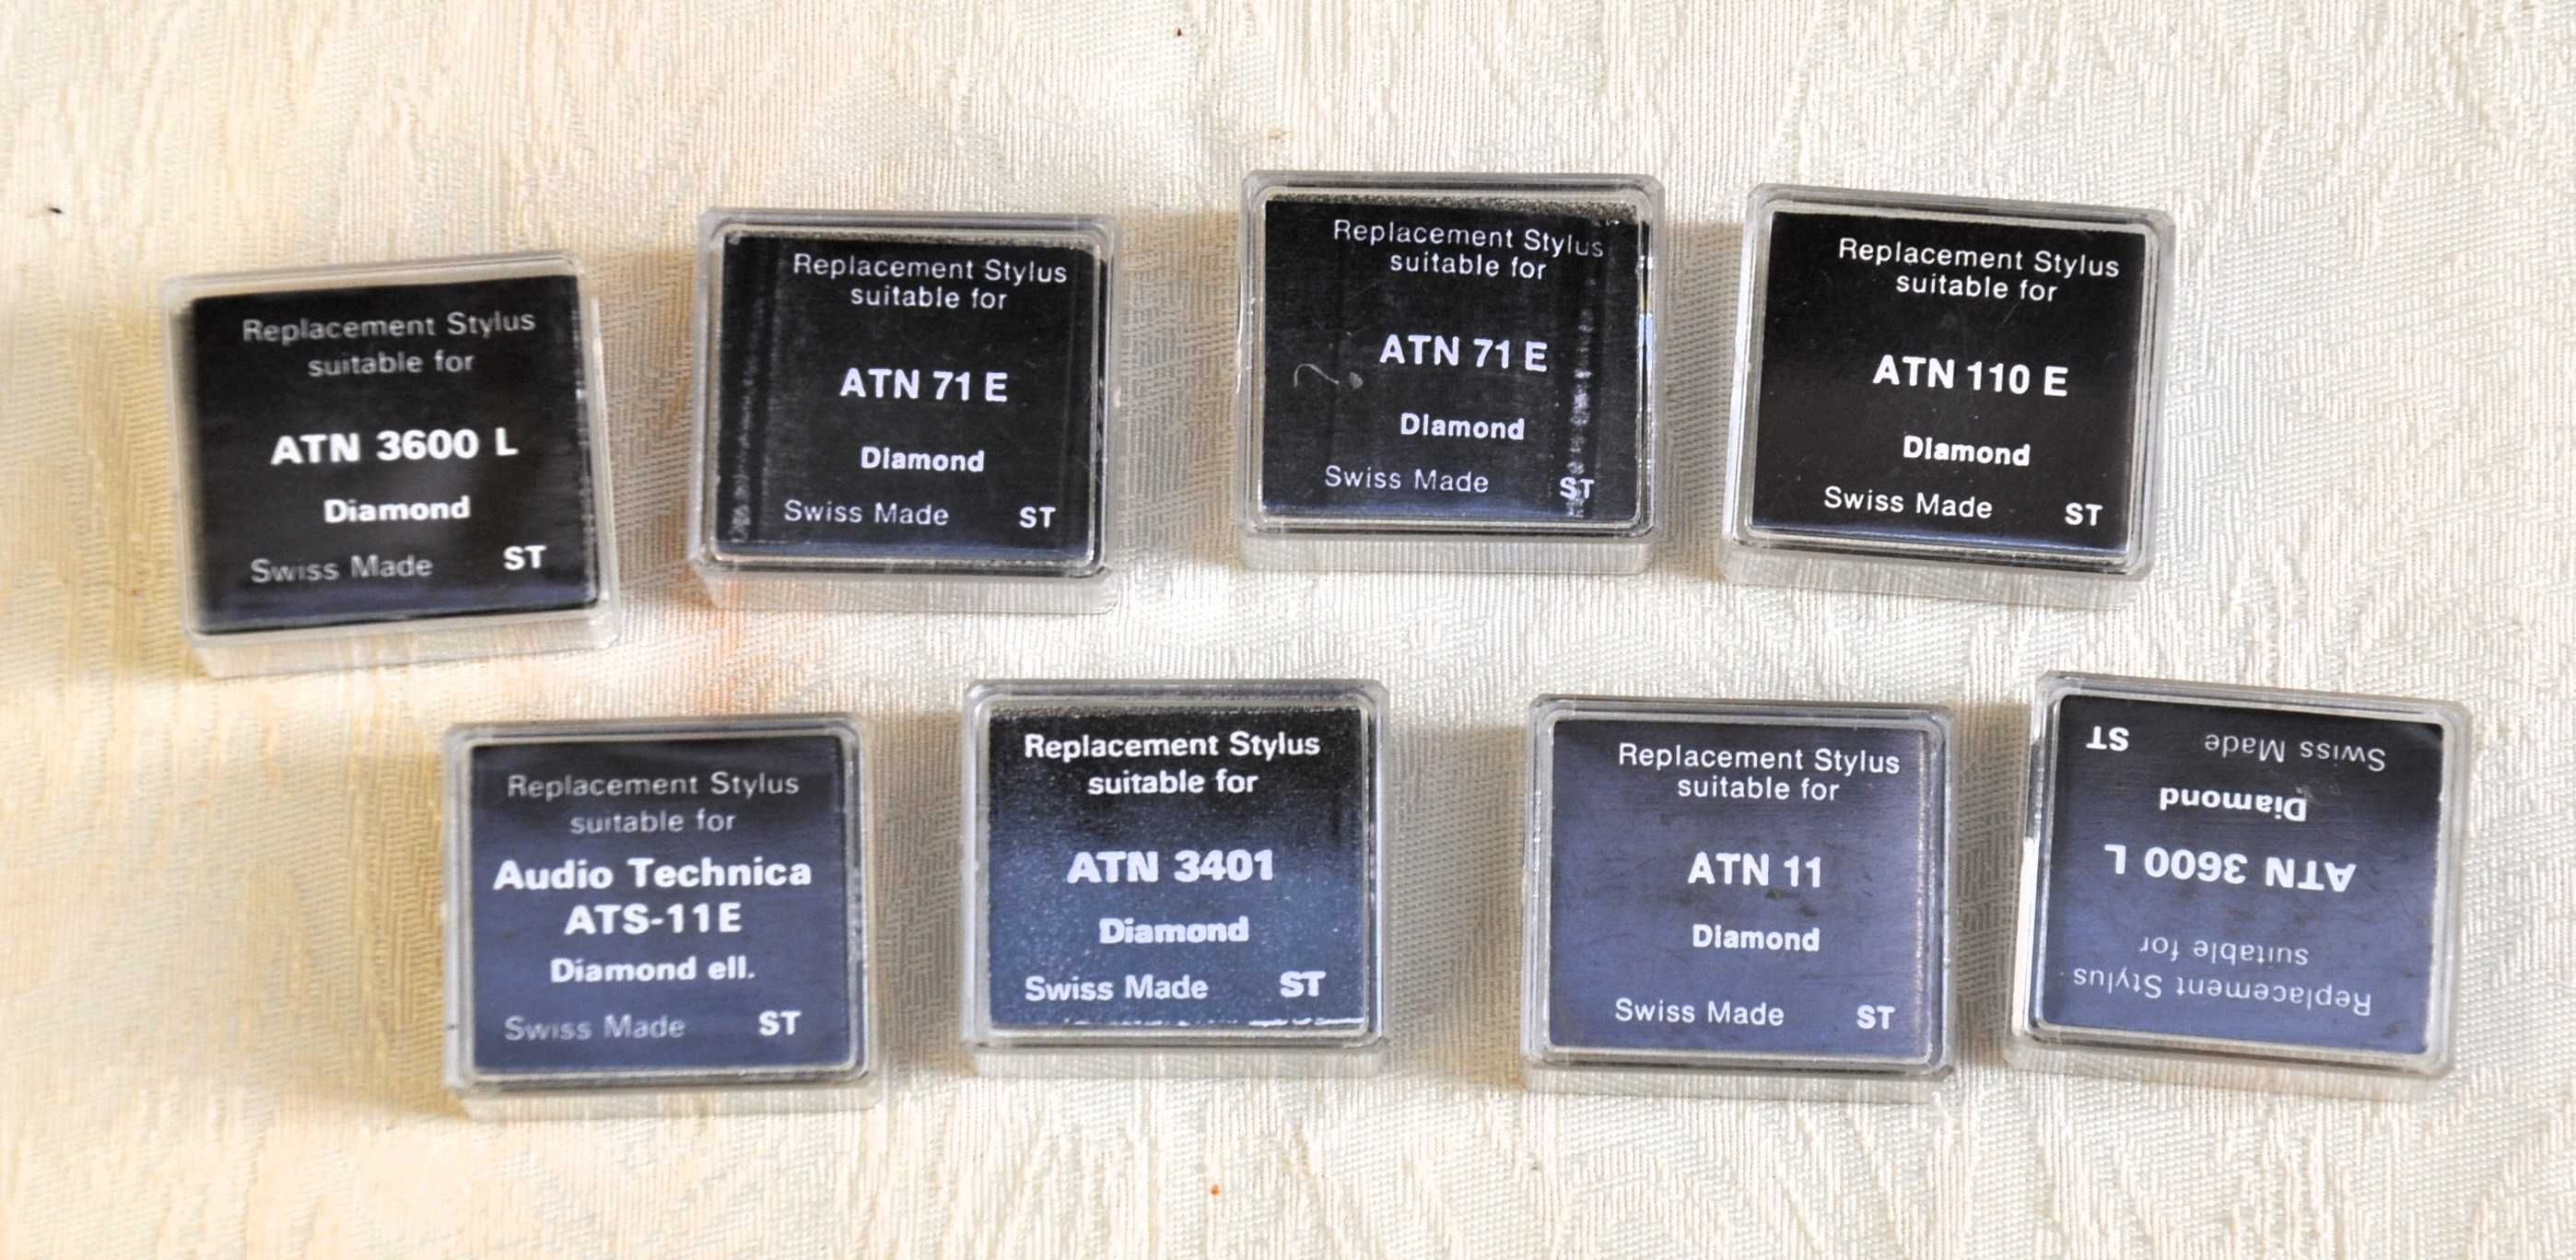 Replacement Stylus
suitable for
ATN 3600 L
Diamond
Swiss Made ST
Replacement Stylus
suitable for
ATN 71 E
Diamond
Swiss Made ST
Replacement Stylus
suitable for
ATN 71 E
Diamond
Swiss Made ST
Replacement Stylus
suitable for
ATN 110 E
Diamond
Swiss Made ST
Replacement Stylus
suitable for
Audio Technica
ATS-11E
Diamond ell.
Swiss Made ST
Replacement Stylus
suitable for
ATN 3401
Diamond
Swiss Made ST
Replacement Stylus
suitable for
ATN 11
Diamond
Swiss Made ST
Replacement Stylus
suitable for
ATN 3600 L
Diamond
Swiss Made ST